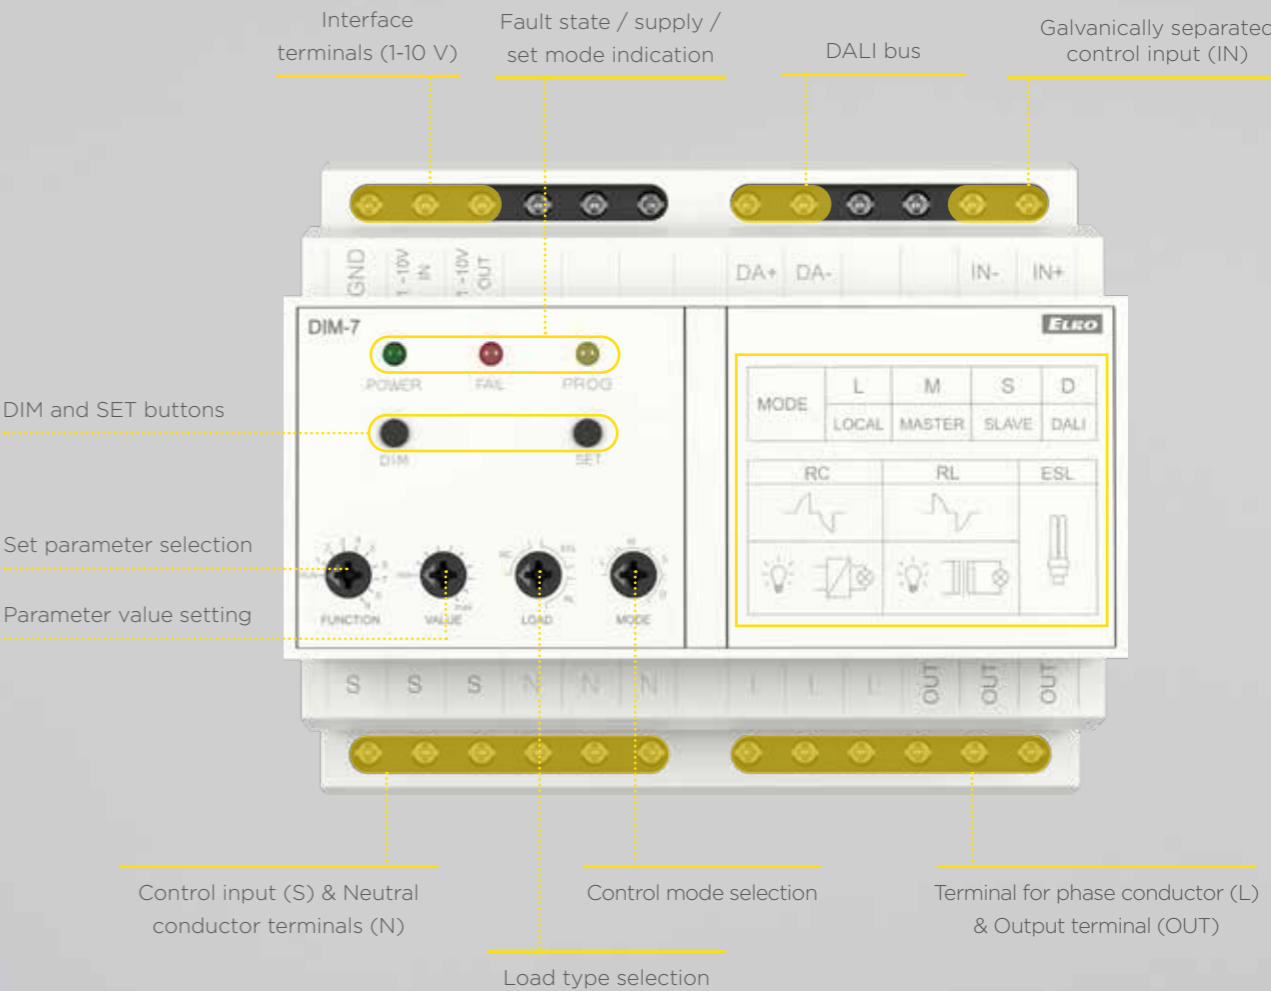 Interface
terminals (1-10 V)
Fault state / supply /
set mode indication
DALI bus
Galvanically separated
control input (IN)
GND
1 -10V
IN
1 -10V
OUT
DA+ DA-
IN- IN+
DIM-7
ELKO
POWER FAIL PROG
DIM and SET buttons
DIM SET
MODE
L M S D
LOCAL MASTER SLAVE DALI
RC RL ESL
Set parameter selection
Parameter value setting
FUNCTION VALUE LOAD MODE
S S S N N N
L L L OUT OUT OUT
Control input (S) & Neutral
conductor terminals (N)
Control mode selection
Terminal for phase conductor (L)
& Output terminal (OUT)
Load type selection